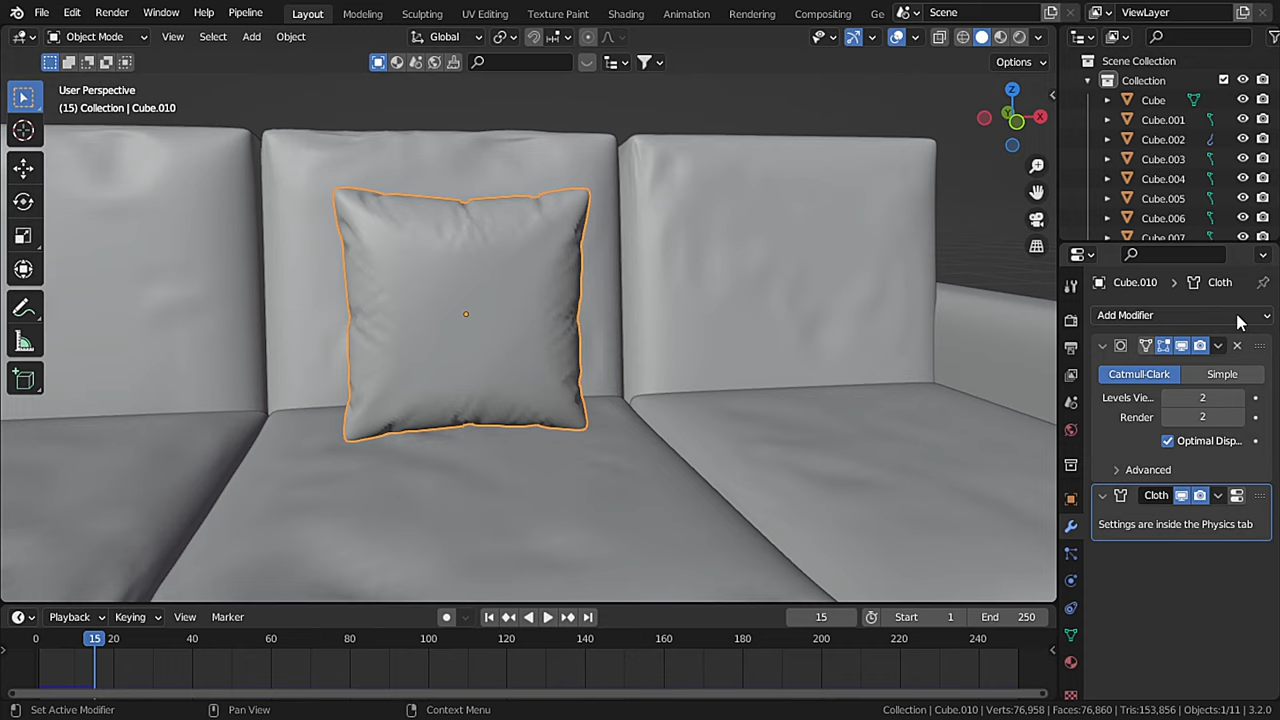 File Edit Render Window Help Pipeline Layout Modeling Sculpting UV Editing Texture Paint Shading Animation Rendering Compositing Ge Scene ViewLayer
Object Mode View Select Add Object Global
Options
User Perspective
(15) Collection | Cube.010
Z
Y
X
Scene Collection
Collection
Cube
Cube.001
Cube.002
Cube.003
Cube.004
Cube.005
Cube.006
Cube.007
Cube.010 > Cloth
Add Modifier
Catmull-Clark Simple
Levels Vie... 2
Render 2
Optimal Disp...
Advanced
Cloth
Settings are inside the Physics tab
Playback Keying View Marker 15 Start 1 End 250
0 15 20 40 60 80 100 120 140 160 180 200 220 240
Set Active Modifier Pan View Context Menu Collection | Cube.010 | Verts:76,958 | Faces:76,860 | Tris:153,856 | Objects:1/11 | 3.2.0